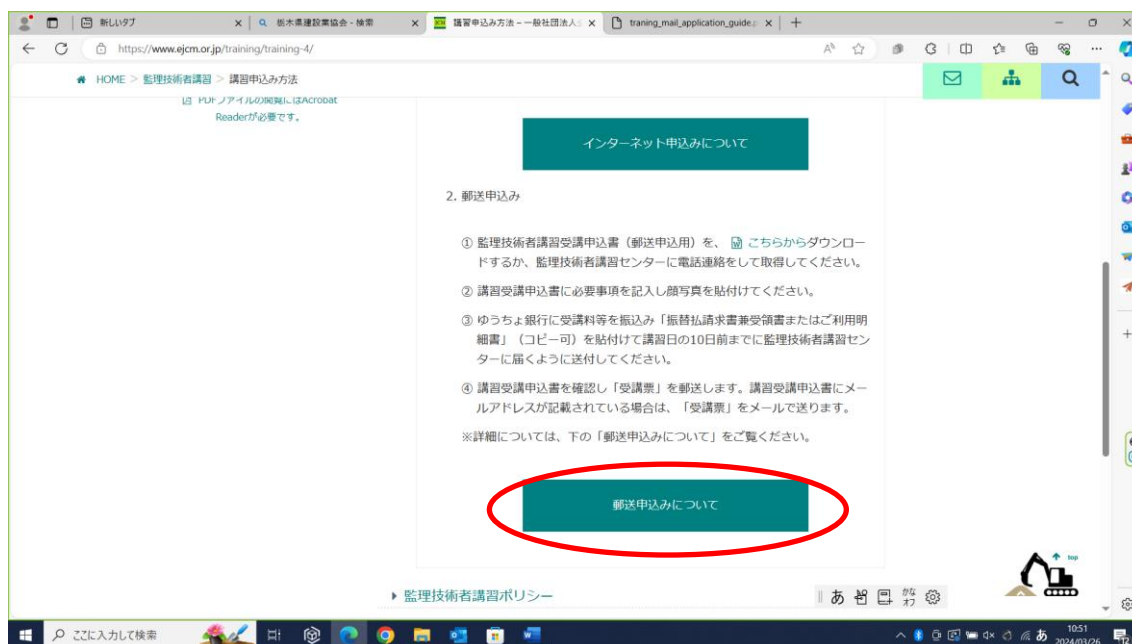 新しいタブ
栃木県建設業協会 - 検索
講習申込み方法 – 一般社団法人
traning_mail_application_guide.p
https://www.ejcm.or.jp/training/training-4/
HOME > 監理技術者講習 > 講習申込み方法
PDFファイルの閲覧にはAcrobat
Readerが必要です。
インターネット申込みについて
2. 郵送申込み
① 監理技術者講習受講申込書（郵送申込用）を、 こちらからダウンロー
ドするか、監理技術者講習センターに電話連絡をして取得してください。
② 講習受講申込書に必要事項を記入し顔写真を貼付けてください。
③ ゆうちょ銀行に受講料等を振込み「振替払請求書兼受領書またはご利用明
細書」（コピー可）を貼付けて講習日の10日前までに監理技術者講習セン
ターに届くように送付してください。
④ 講習受講申込書を確認し「受講票」を郵送します。講習受講申込書にメー
ルアドレスが記載されている場合は、「受講票」をメールで送ります。
※詳細については、下の「郵送申込みについて」をご覧ください。
郵送申込みについて
top
監理技術者講習ポリシー
あ
かな
ここに入力して検索
あ
10:51
2024/03/26